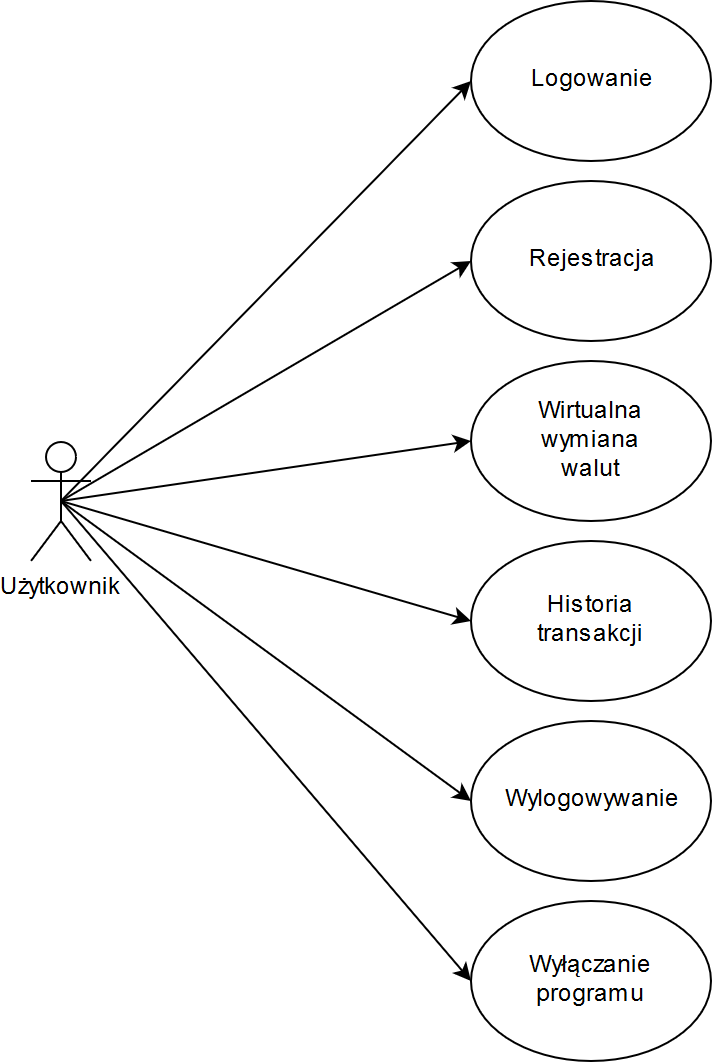 Logowanie
Rejestracja
Wirtualna
wymiana
walut
Użytkownik
Historia
transakcji
Wylogowywanie
Wyłączanie
programu